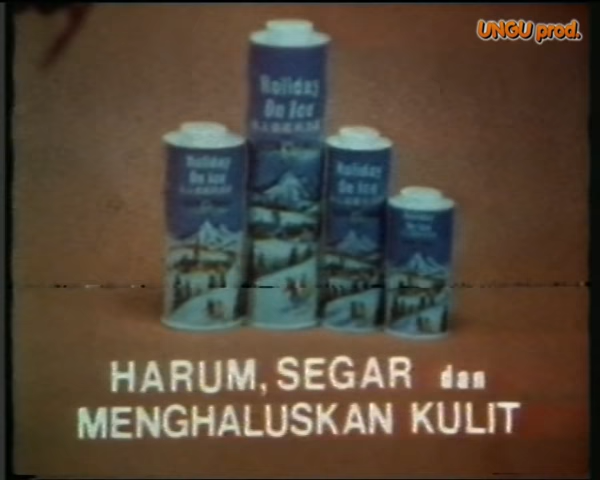 UNGU prod.
Holiday
On Ice
Holiday
On Ice
Holiday
On Ice
HARUM, SEGAR dan
MENGHALUSKAN KULIT